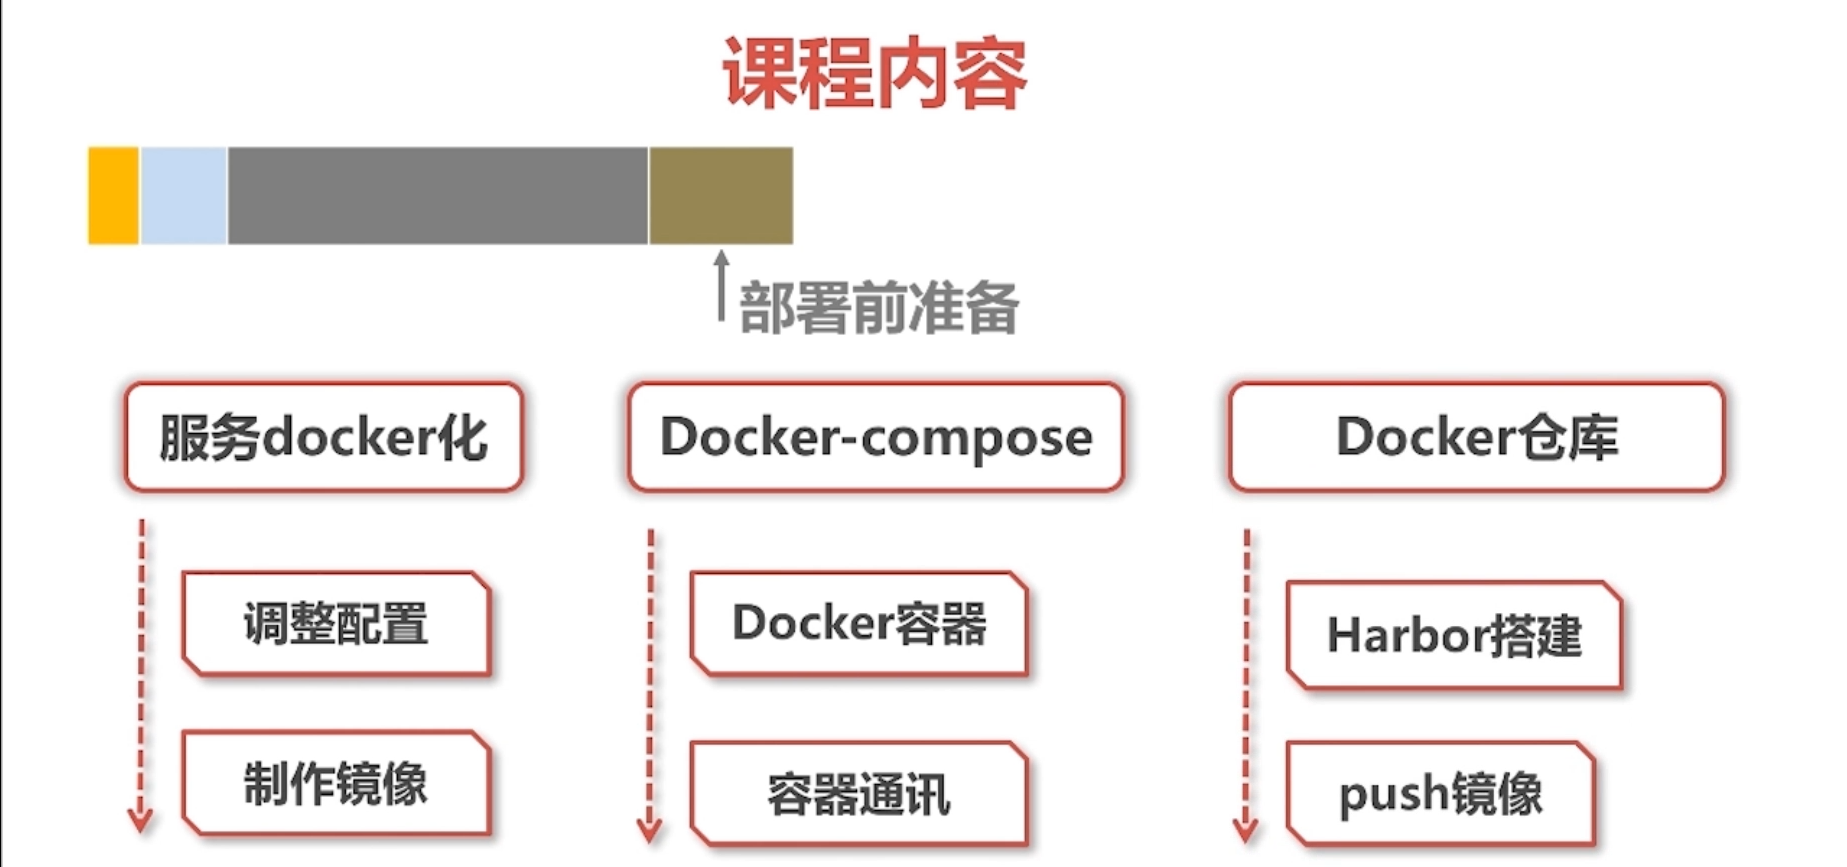 课程内容
部署前准备
服务docker化
Docker-compose
Docker仓库
调整配置
Docker容器
Harbor搭建
制作镜像
容器通讯
push镜像